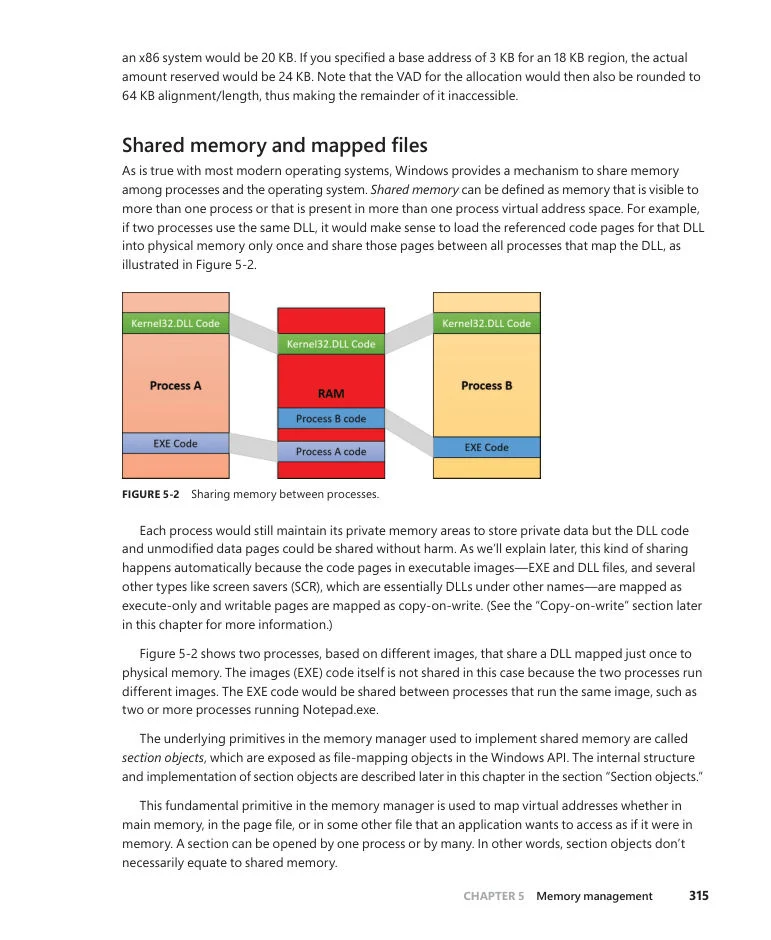 an x86 system would be 20 KB. If you specified a base address of 3 KB for an 18 KB region, the actual
amount reserved would be 24 KB. Note that the VAD for the allocation would then also be rounded to
64 KB alignment/length, thus making the remainder of it inaccessible.
Shared memory and mapped files
As is true with most modern operating systems, Windows provides a mechanism to share memory
among processes and the operating system. Shared memory can be defined as memory that is visible to
more than one process or that is present in more than one process virtual address space. For example,
if two processes use the same DLL, it would make sense to load the referenced code pages for that DLL
into physical memory only once and share those pages between all processes that map the DLL, as
illustrated in Figure 5-2.
Kernel32.DLL Code
Process A
EXE Code
Kernel32.DLL Code
RAM
Process B code
Process A code
Kernel32.DLL Code
Process B
EXE Code
FIGURE 5-2 Sharing memory between processes.
Each process would still maintain its private memory areas to store private data but the DLL code
and unmodified data pages could be shared without harm. As we’ll explain later, this kind of sharing
happens automatically because the code pages in executable images—EXE and DLL files, and several
other types like screen savers (SCR), which are essentially DLLs under other names—are mapped as
execute-only and writable pages are mapped as copy-on-write. (See the “Copy-on-write” section later
in this chapter for more information.)
Figure 5-2 shows two processes, based on different images, that share a DLL mapped just once to
physical memory. The images (EXE) code itself is not shared in this case because the two processes run
different images. The EXE code would be shared between processes that run the same image, such as
two or more processes running Notepad.exe.
The underlying primitives in the memory manager used to implement shared memory are called
section objects, which are exposed as file-mapping objects in the Windows API. The internal structure
and implementation of section objects are described later in this chapter in the section “Section objects.”
This fundamental primitive in the memory manager is used to map virtual addresses whether in
main memory, in the page file, or in some other file that an application wants to access as if it were in
memory. A section can be opened by one process or by many. In other words, section objects don’t
necessarily equate to shared memory.
CHAPTER 5 Memory management 315